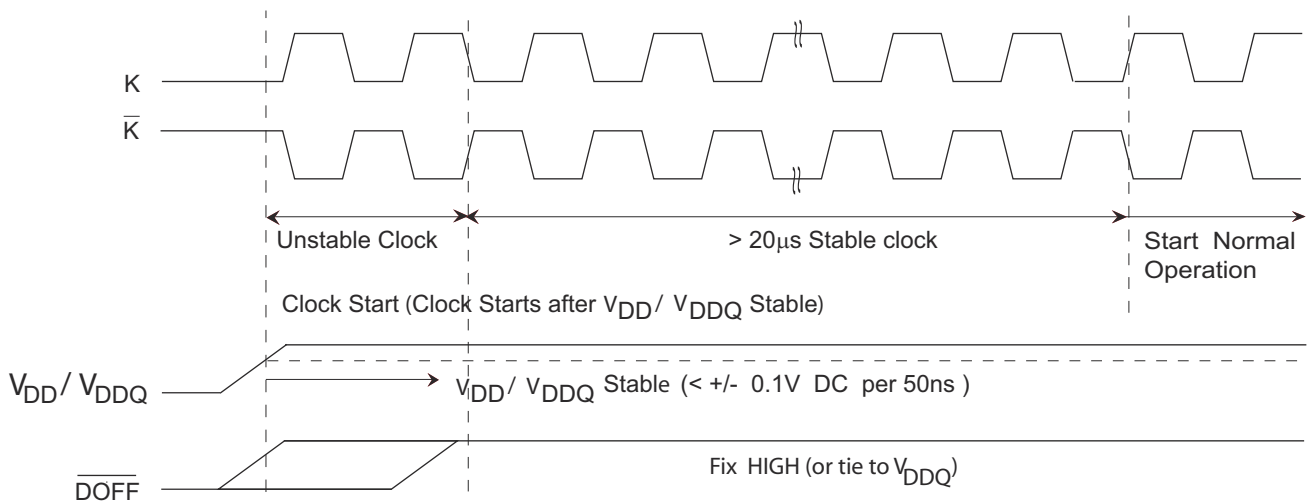 K
K̅
Unstable Clock
> 20μs Stable clock
Start Normal
Operation
Clock Start (Clock Starts after VDD / VDDQ Stable)
VDD / VDDQ
VDD / VDDQ Stable (< +/- 0.1V DC per 50ns )
Fix HIGH (or tie to VDDQ)
D̅O̅F̅F̅